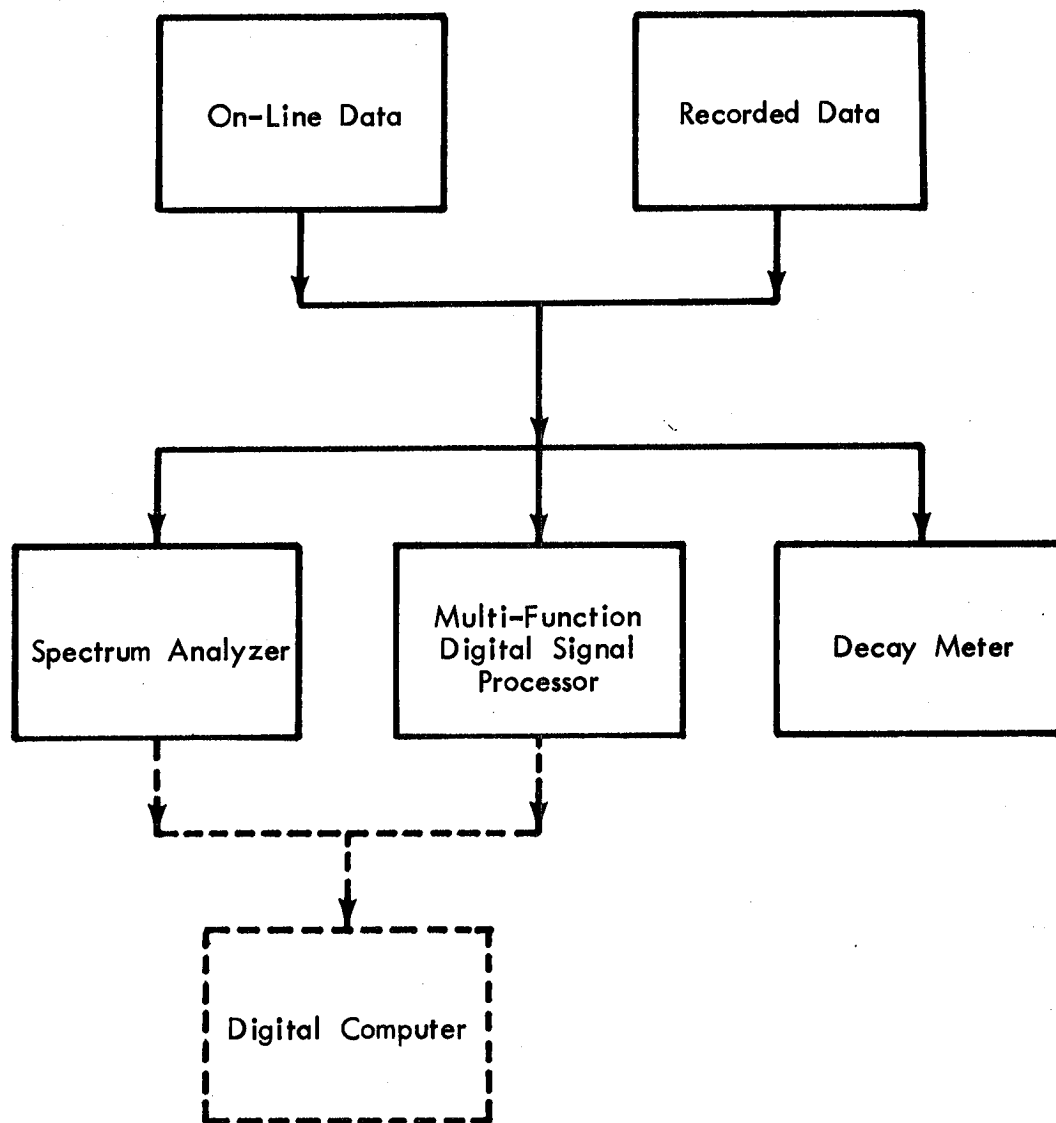 On-Line Data
Recorded Data
Spectrum Analyzer
Multi-Function
Digital Signal
Processor
Decay Meter
Digital Computer